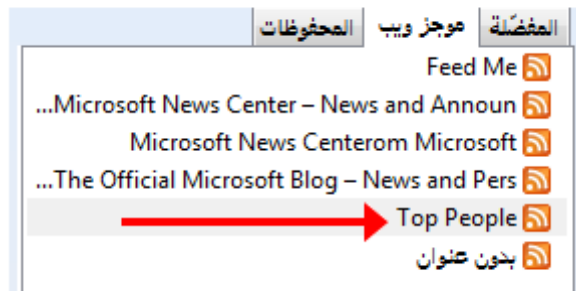 المفضّلة موجز ويب المحفوظات
Feed Me
...Microsoft News Center – News and Announ
Microsoft News Centerom Microsoft
...The Official Microsoft Blog – News and Pers
Top People
بدون عنوان